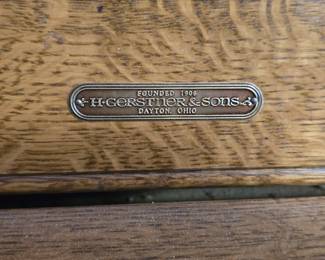 FOUNDED 1906
H•GERSTNER & SONS
DAYTON, OHIO